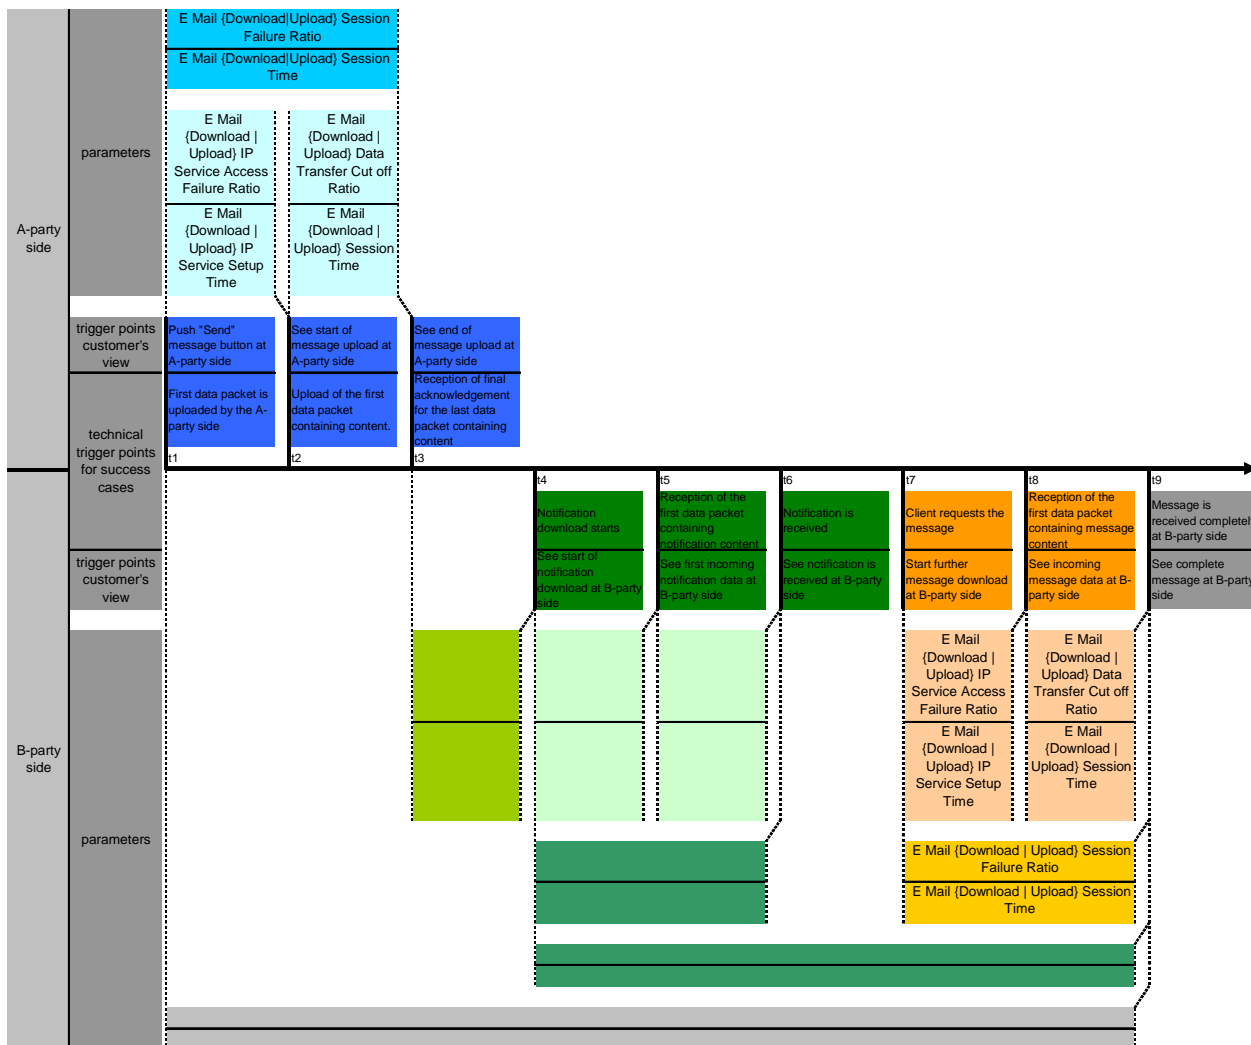 E Mail {Download|Upload} Session
Failure Ratio
E Mail {Download|Upload} Session
Time
E Mail
{Download |
Upload} IP
Service Access
Failure Ratio
E Mail
{Download |
Upload} Data
Transfer Cut off
Ratio
E Mail
{Download |
Upload} IP
Service Setup
Time
E Mail
{Download |
Upload} Session
Time
parameters
A-party
side
trigger points
customer's
view
Push "Send"
message button at
A-party side
See start of
message upload at
A-party side
See end of
message upload at
A-party side
technical
trigger points
for success
cases
First data packet is
uploaded by the A-
party side
Upload of the first
data packet
containing content.
Reception of final
acknowledgement
for the last data
packet containing
content
t1
t2
t3
t4
t5
t6
t7
t8
t9
Notification
download starts
Reception of the
first data packet
containing
notification content
Notification is
received
Client requests the
message
Reception of the
first data packet
containing message
content
Message is
received completely
at B-party side
trigger points
customer's
view
See start of
notification
download at B-party
side
See first incoming
notification data at
B-party side
See notification is
received at B-party
side
Start further
message download
at B-party side
See incoming
message data at B-
party side
See complete
message at B-party
side
B-party
side
parameters
E Mail
{Download |
Upload} IP
Service Access
Failure Ratio
E Mail
{Download |
Upload} Data
Transfer Cut off
Ratio
E Mail
{Download |
Upload} IP
Service Setup
Time
E Mail
{Download |
Upload} Session
Time
E Mail {Download | Upload} Session
Failure Ratio
E Mail {Download | Upload} Session
Time